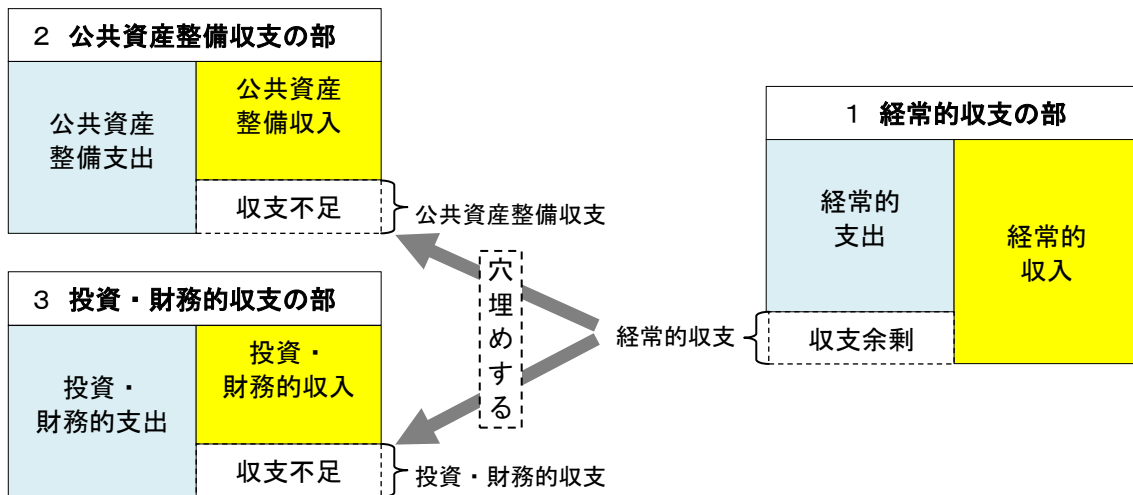 ２ 公共資産整備収支の部
公共資産
整備支出
公共資産
整備収入
収支不足
公共資産整備収支
３ 投資・財務的収支の部
投資・
財務的支出
投資・
財務的収入
収支不足
投資・財務的収支
穴埋めする
経常的収支
１ 経常的収支の部
経常的
支出
収支余剰
経常的
収入